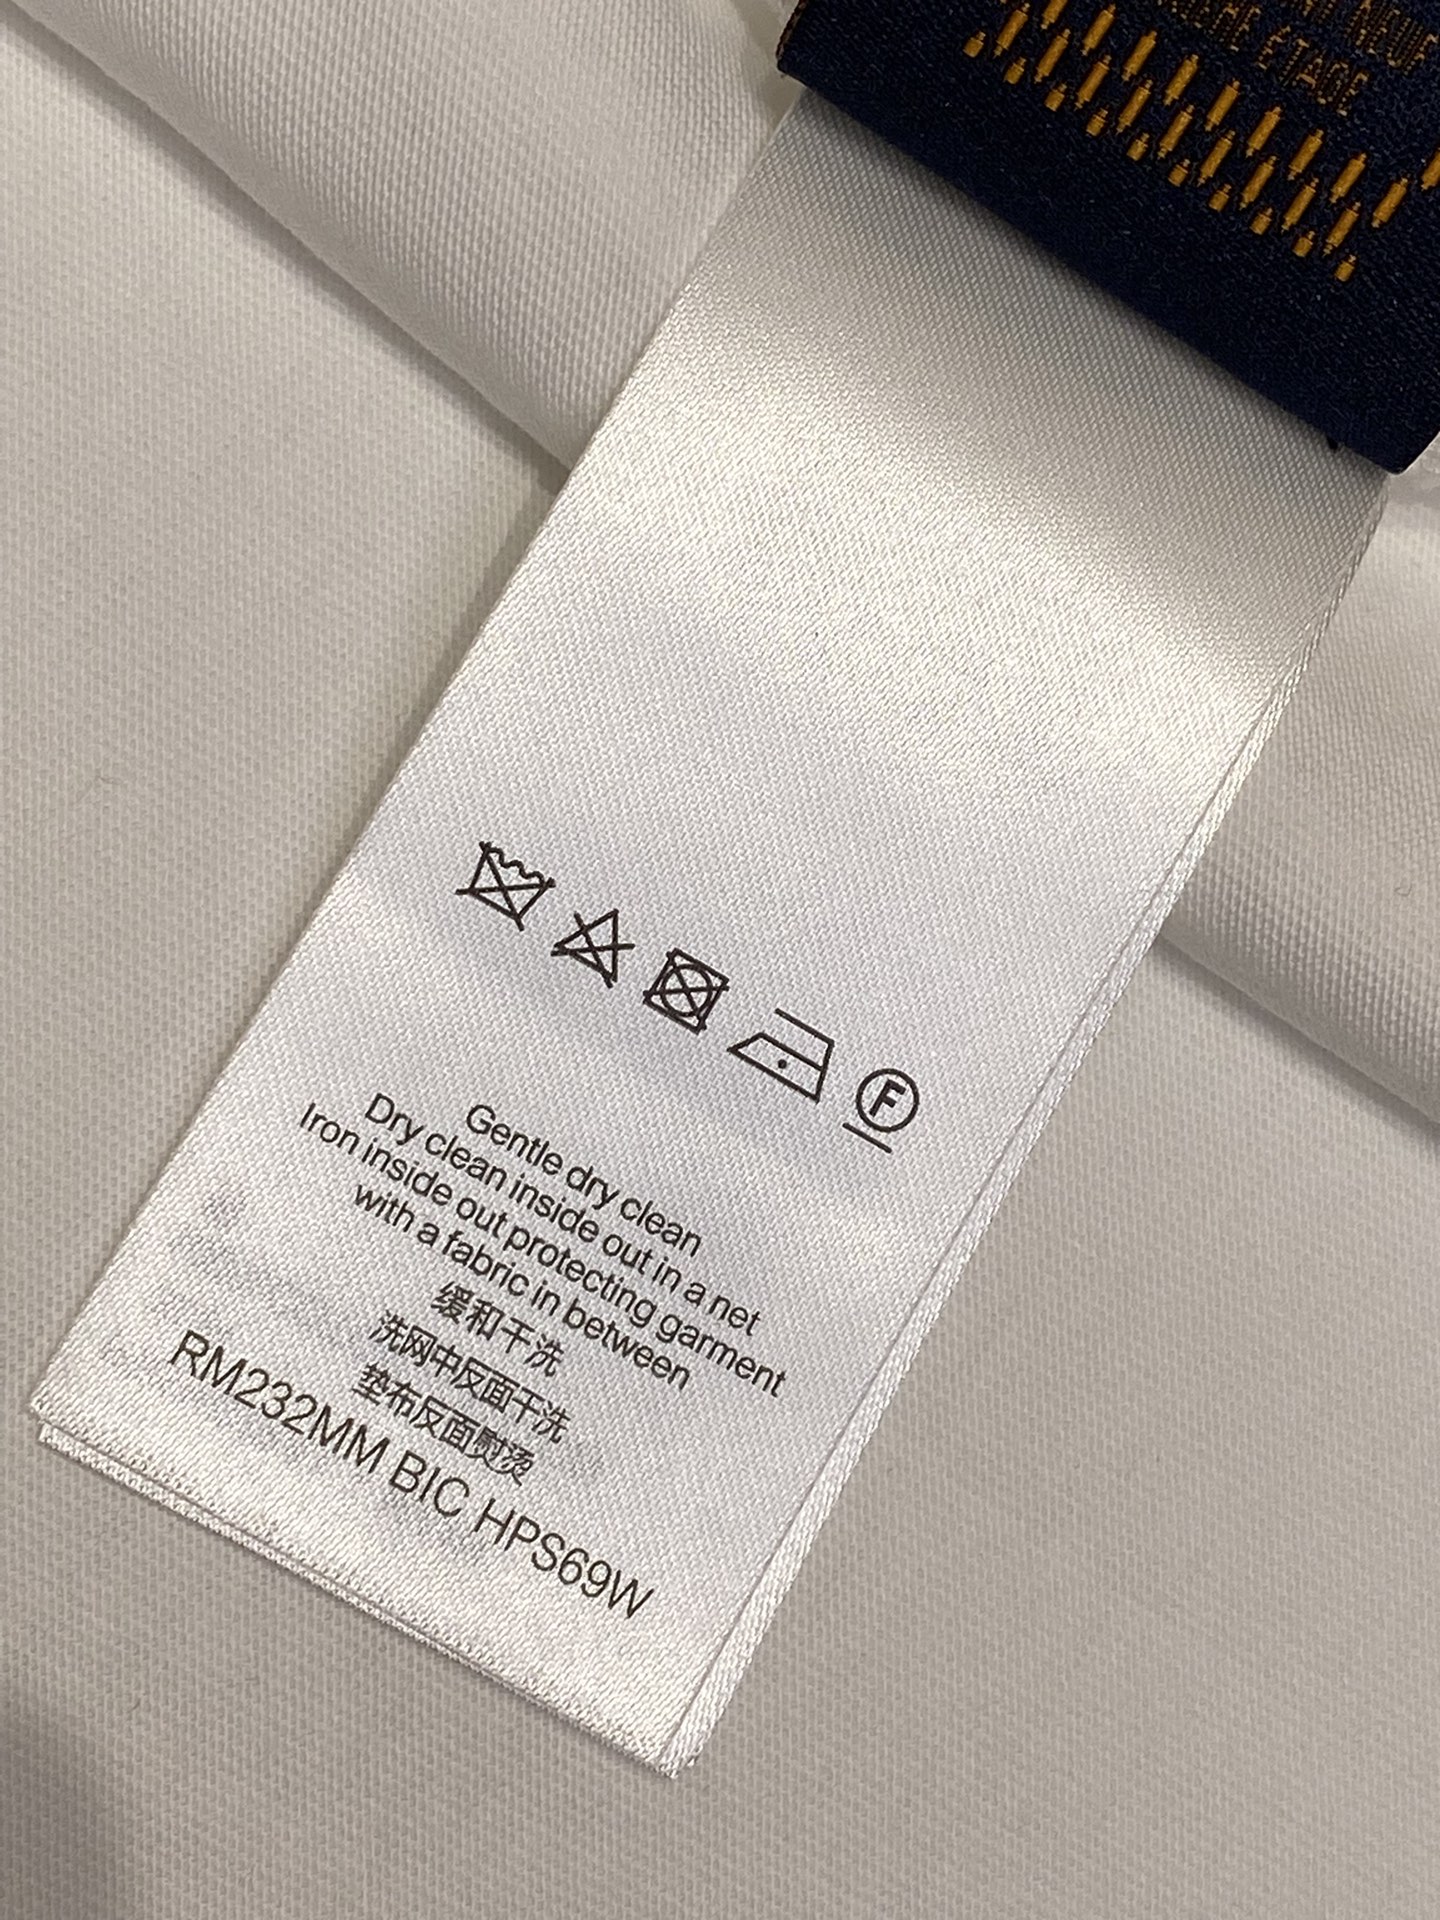 NEUF
ÉTAGE
F
Gentle dry clean
Dry clean inside out in a net
Iron inside out protecting garment
with a fabric in between
缓和干洗
洗网中反面干洗
垫布反面熨烫
RM232MM BIC HPS69W